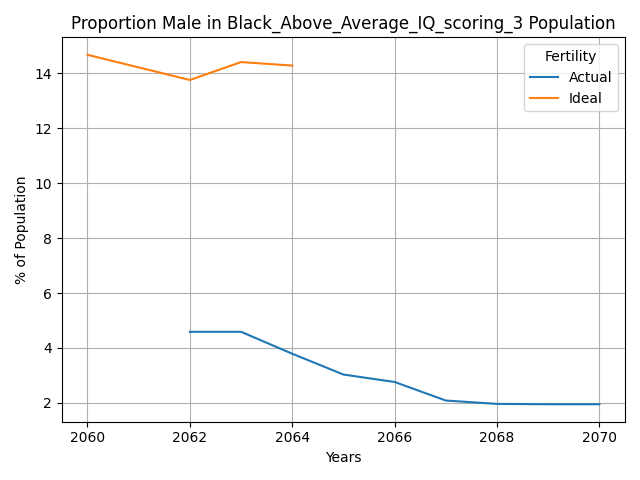 Proportion Male in Black_Above_Average_IQ_scoring_3 Population
% of Population
14
12
10
8
6
4
2
Fertility
Actual
Ideal
2060 2062 2064 2066 2068 2070
Years